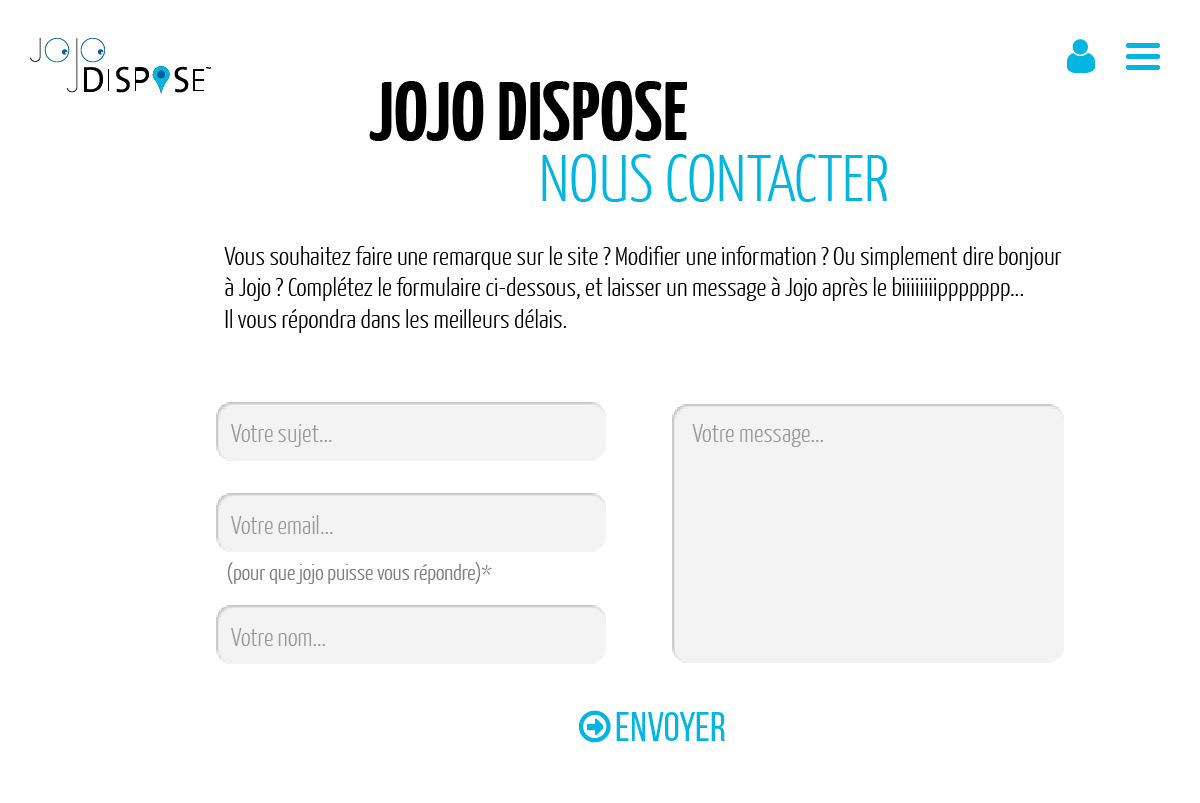 JOJO
DISPOSE™
JOJO DISPOSE
NOUS CONTACTER
Vous souhaitez faire une remarque sur le site ? Modifier une information ? Ou simplement dire bonjour
à Jojo ? Complétez le formulaire ci-dessous, et laisser un message à Jojo après le biiiiiiiippppppp...
Il vous répondra dans les meilleurs délais.
Votre sujet...
Votre message...
Votre email...
(pour que jojo puisse vous répondre)*
Votre nom...
ENVOYER